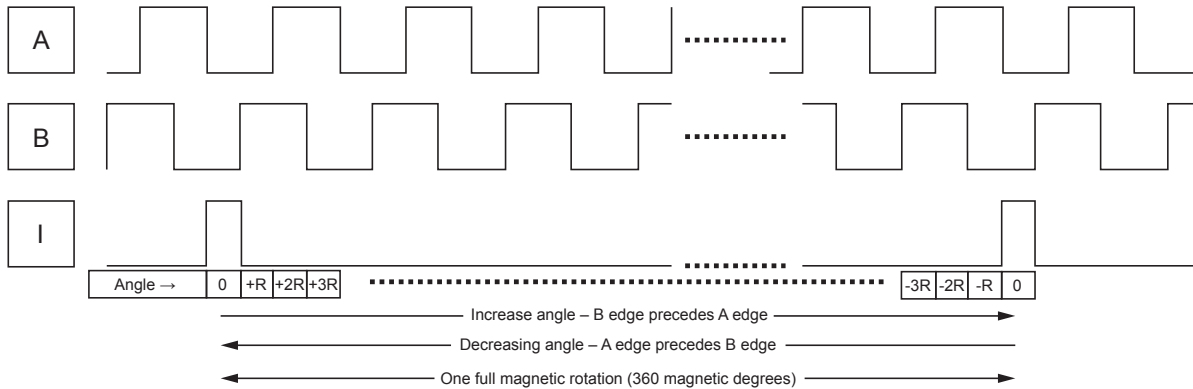 A
B
I
Angle → 0 +R +2R +3R -3R -2R -R 0
Increase angle – B edge precedes A edge
Decreasing angle – A edge precedes B edge
One full magnetic rotation (360 magnetic degrees)